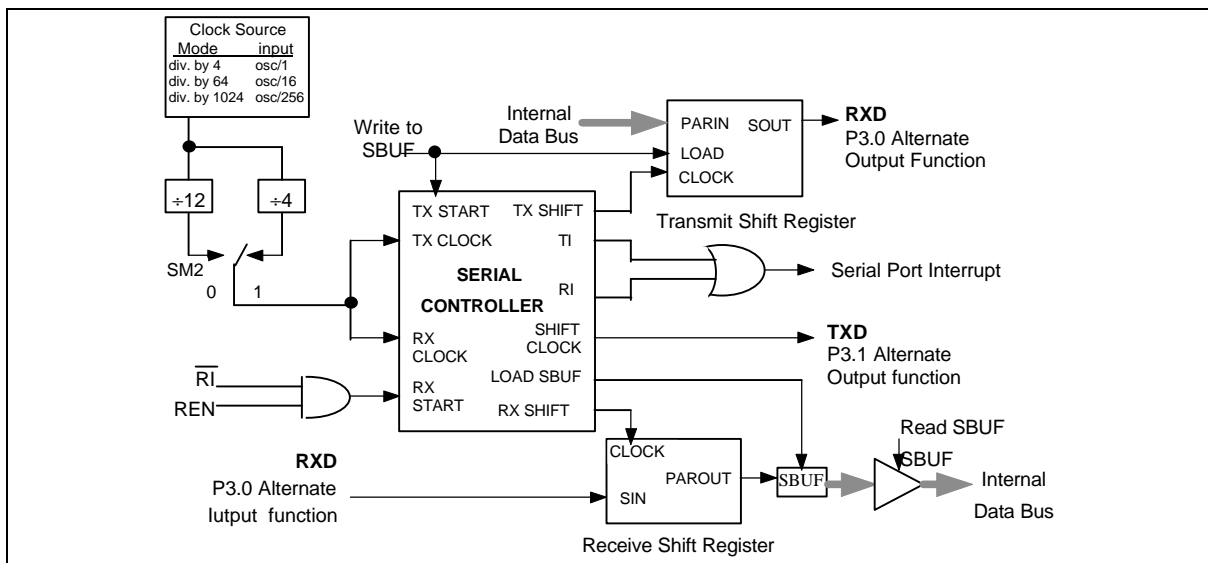 Clock Source
Mode input
div. by 4 osc/1
div. by 64 osc/16
div. by 1024 osc/256
÷12
÷4
SM2
0 1
Write to
SBUF
Internal
Data Bus
PARIN SOUT
LOAD
CLOCK
RXD
P3.0 Alternate
Output Function
Transmit Shift Register
TX START TX SHIFT
TX CLOCK TI
SERIAL
RI
CONTROLLER
SHIFT
CLOCK
RX
CLOCK
LOAD SBUF
RX
START
RX SHIFT
Serial Port Interrupt
TXD
P3.1 Alternate
Output function
RI
REN
RXD
P3.0 Alternate
Iutput function
CLOCK
PAROUT
SIN
Receive Shift Register
SBUF
Read SBUF
SBUF
Internal
Data Bus